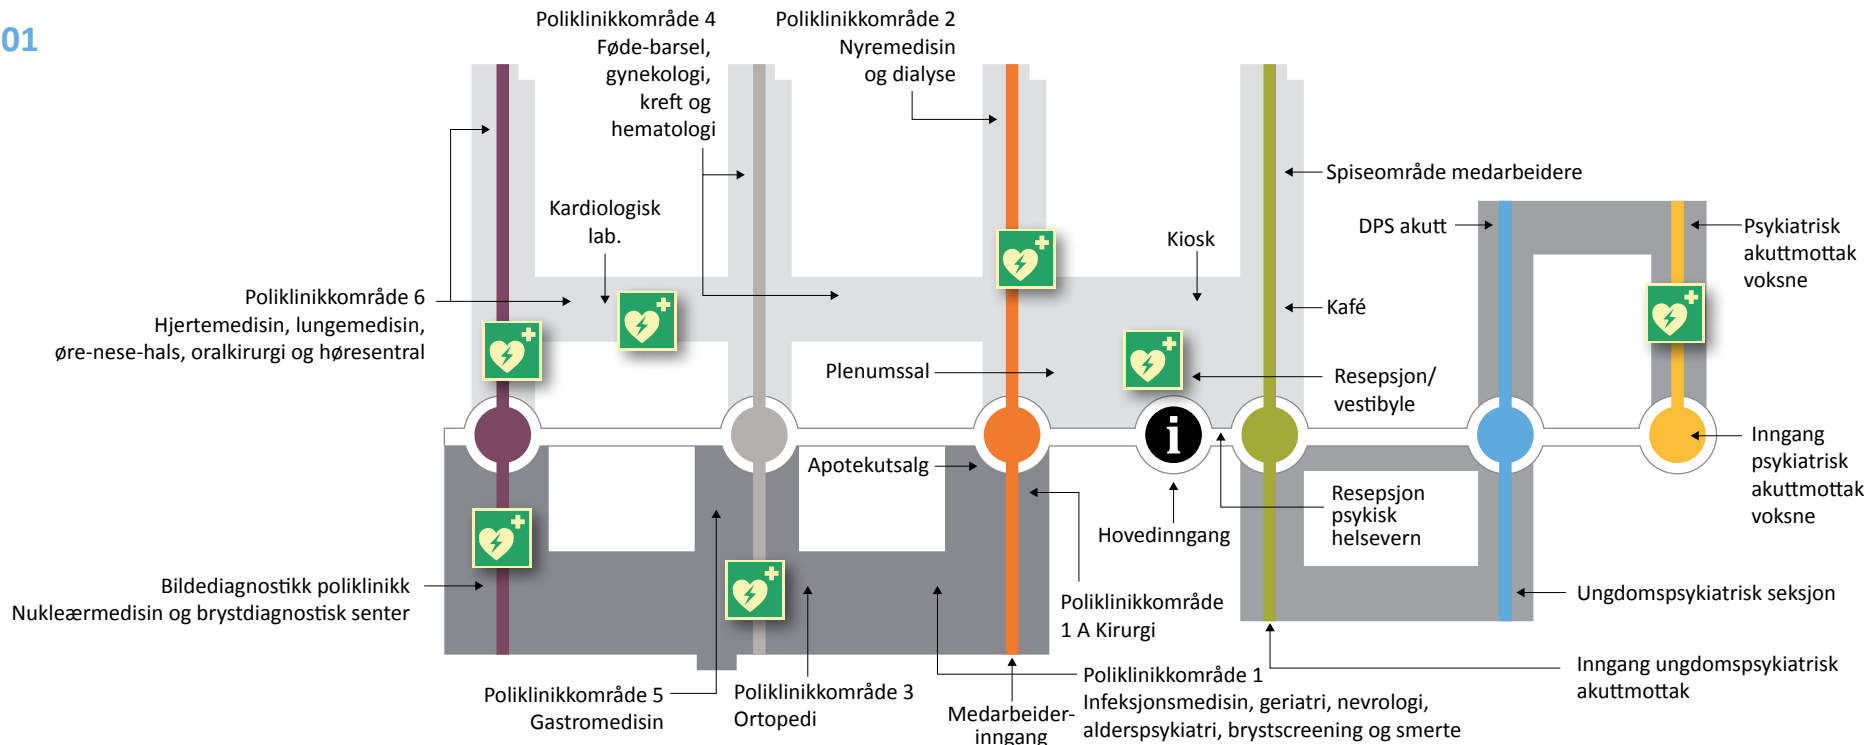 01
Poliklinikkområde 4
Føde-barsel,
gynekologi,
kreft og
hematologi
Poliklinikkområde 2
Nyremedisin
og dialyse
Kardiologisk
lab.
Poliklinikkområde 6
Hjertemedisin, lungemedisin,
øre-nese-hals, oralkirurgi og høresentral
Spiseområde medarbeidere
Kiosk
Kafé
DPS akutt
Psykiatrisk
akuttmottak
voksne
Plenumssal
Resepsjon/
vestibyle
i
Apotekutsalg
Hovedinngang
Resepsjon
psykisk
helsevern
Inngang
psykiatrisk
akuttmottak
voksne
Bildediagnostikk poliklinikk
Nukleærmedisin og brystdiagnostisk senter
Poliklinikkområde
1 A Kirurgi
Ungdomspsykiatrisk seksjon
Poliklinikkområde 5
Gastromedisin
Poliklinikkområde 3
Ortopedi
Medarbeider-
inngang
Poliklinikkområde 1
Infeksjonsmedisin, geriatri, nevrologi,
alderspsykiatri, brystscreening og smerte
Inngang ungdomspsykiatrisk
akuttmottak